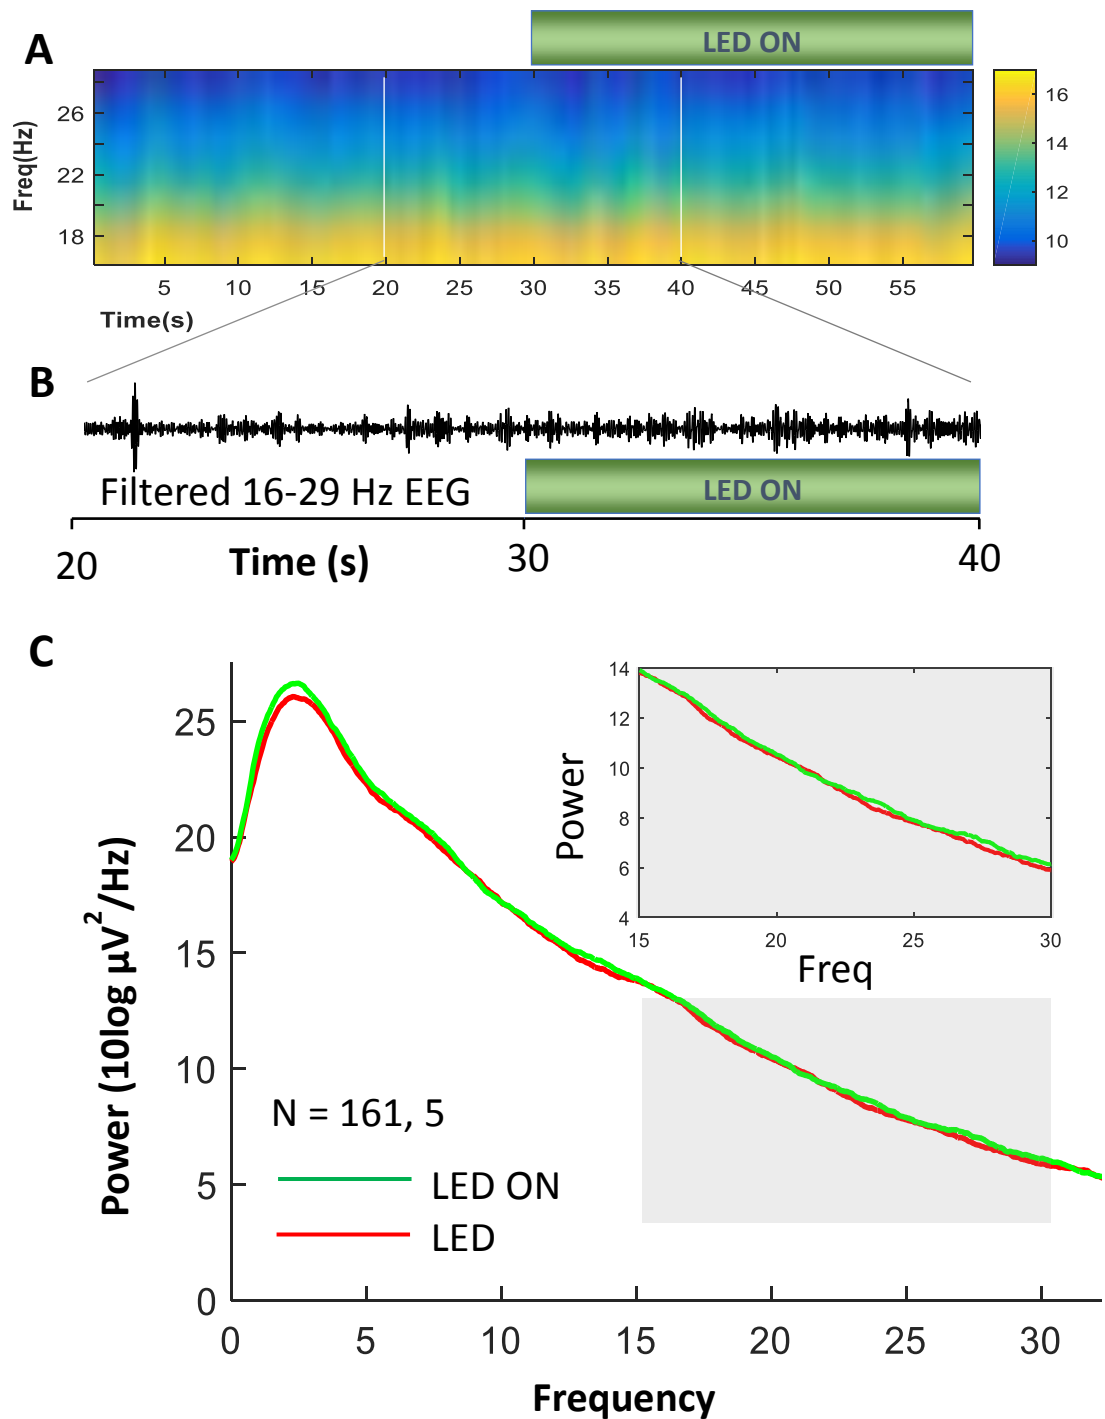 A
LED ON
Freq(Hz)
26
22
18
16
14
12
10
5 10 15 20 25 30 35 40 45 50 55
Time(s)
B
Filtered 16-29 Hz EEG
LED ON
20 30 40
Time (s)
C
Power (10log µV²/Hz)
25
20
15
10
5
0
N = 161, 5
LED ON
LED
0 5 10 15 20 25 30
Frequency
Power
14
12
10
8
6
4
15 20 25 30
Freq